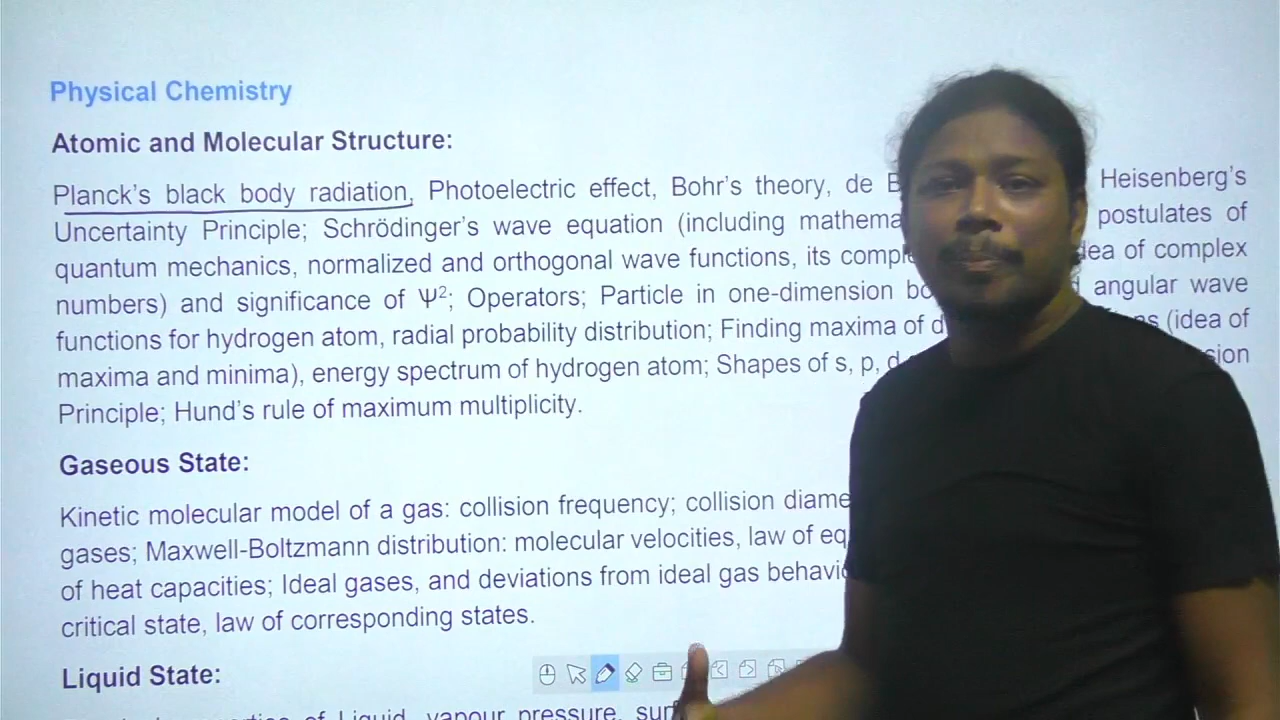 Physical Chemistry
Atomic and Molecular Structure:
Planck's black body radiation, Photoelectric effect, Bohr's theory, de Heisenberg's
Uncertainty Principle; Schrödinger's wave equation (including postulates of
quantum mechanics, normalized and orthogonal wave functions, its of complex
numbers) and significance of Ψ²; Operators; Particle in one-dimension angular wave
functions for hydrogen atom, radial probability distribution; Finding maxima of (idea of
maxima and minima), energy spectrum of hydrogen atom; Shapes of s, p,
Principle; Hund's rule of maximum multiplicity.
Gaseous State:
Kinetic molecular model of a gas: collision frequency; collision
gases; Maxwell-Boltzmann distribution: molecular velocities, law of
of heat capacities; Ideal gases, and deviations from ideal gas
critical state, law of corresponding states.
Liquid State:
of Liquid, vapour pressure,